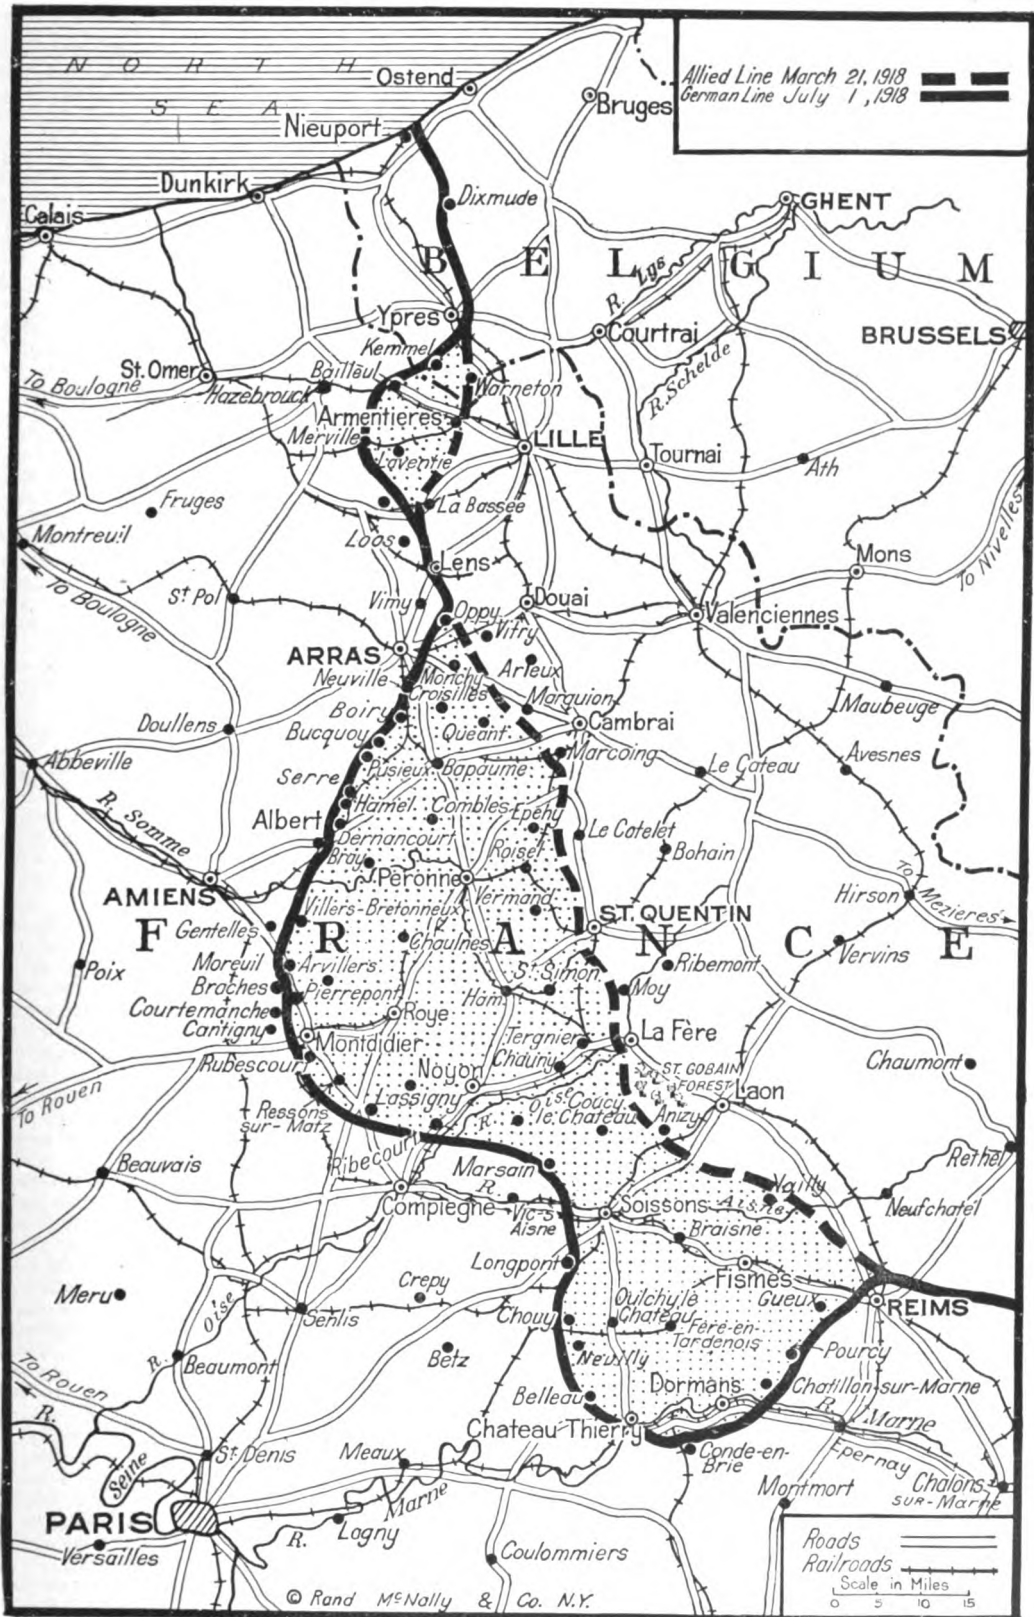 NORTH
SEA
Ostend
Bruges
Allied Line March 21, 1918
German Line July 1, 1918
Nieuport
Dunkirk
Dixmude
GHENT
Calais
BELGIUM
R. Lys
Ypres
Courtrai
BRUSSELS
Kemmel
R. Schelde
St. Omer
Bailleul
Warneton
To Boulogne
Hazebrouck
Armentieres
LILLE
Merville
Tournai
Laventie
Ath
La Bassee
Fruges
Montreuil
Loos
Lens
Mons
To Nivelles
To Boulogne
St Pol
Vimy
Oppy
Douai
Valenciennes
Vitry
ARRAS
Arleux
Neuville
Monchy
Croisilles
Marquion
Maubeuge
Boiry
Doullens
Queant
Cambrai
Bucquoy
Marcoing
Avesnes
Abbeville
Pusieux
Bapaume
Le Cateau
Serre
R. Somme
Hamel
Combles
Epehy
Albert
Dernancourt
Le Catelet
Bray
Roisel
Bohain
Peronne
AMIENS
Vermand
Hirson
To Mezieres
Villers-Bretonneux
ST. QUENTIN
FRANCE
Gentelles
Chaulnes
Vervins
Moreuil
Arvillers
St. Simon
Ribemont
Poix
Braches
Pierrepont
Ham
Moy
Courtemanche
Roye
Cantigny
Montdidier
Tergnier
La Fère
Rubescourt
Chauny
Chaumont
Noyon
ST. GOBAIN
FOREST
Laon
To Rouen
Lassigny
R. Oise
Coucy
le Chateau
Anizy
Ressons
sur-Matz
Ribecourt
Rethel
Beauvais
Marsain
Vailly
R. Aisne
Neufchatel
Compiegne
Vic-s
Aisne
Soissons
Braisne
Longpont
Fismes
Meru
Crepy
Oulchy le
Chateau
Gueux
REIMS
R. Oise
Senlis
Chouy
Fère-en-
Tardenois
Betz
Neuilly
Pourcy
To Rouen
Beaumont
Belleau
Dormans
Chatillon-sur-Marne
R. Seine
Chateau Thierry
R. Marne
St. Denis
Meaux
Conde-en-
Brie
Epernay
Montmort
Chalons
SUR-Marne
R. Marne
PARIS
Lagny
Versailles
Coulommiers
Roads
Railroads
Scale in Miles
0 5 10 15
© Rand McNally & Co. N.Y.